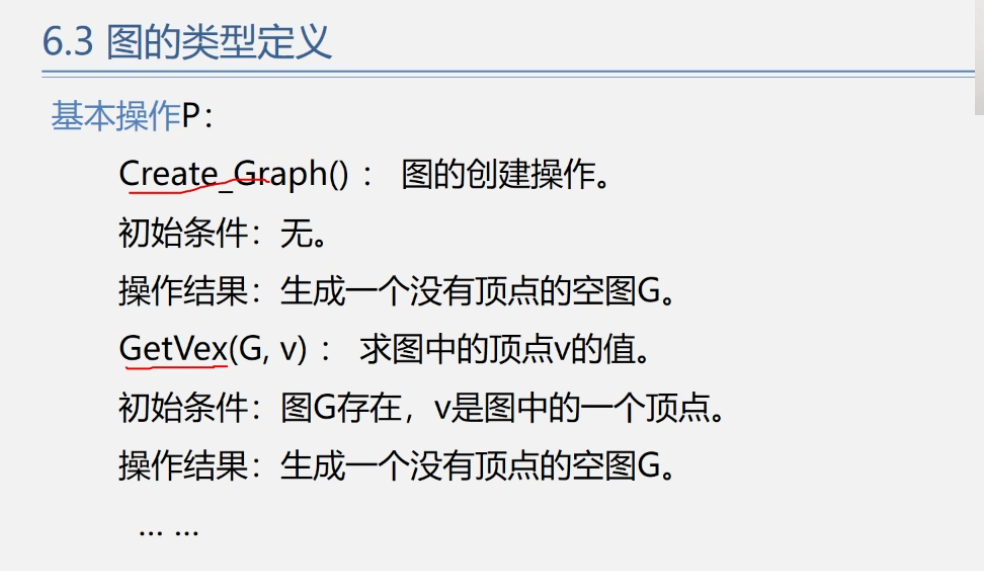 6.3 图的类型定义
基本操作P：
Create_Graph() ： 图的创建操作。
初始条件：无。
操作结果：生成一个没有顶点的空图G。
GetVex(G, v) ： 求图中的顶点v的值。
初始条件：图G存在，v是图中的一个顶点。
操作结果：生成一个没有顶点的空图G。
... ...